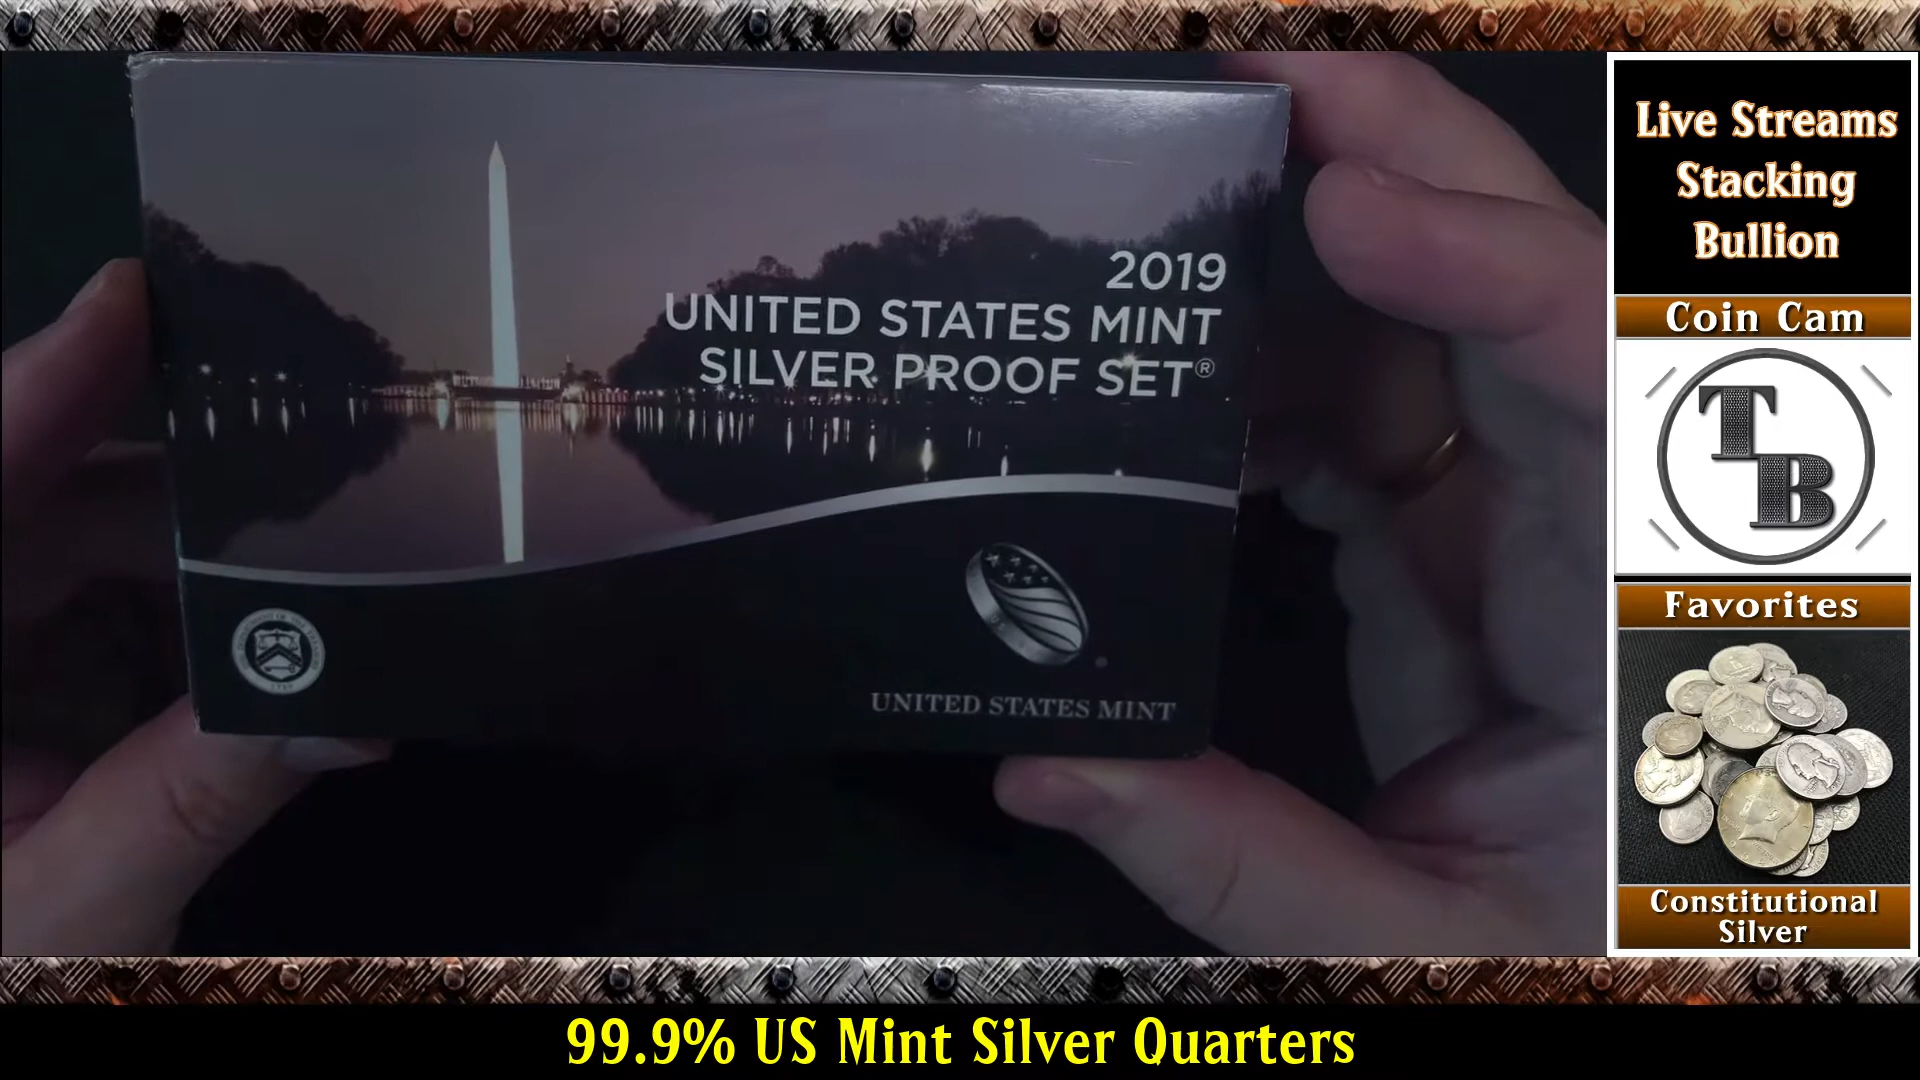 2019
UNITED STATES MINT
SILVER PROOF SET®
UNITED STATES MINT
1789
Live Streams
Stacking
Bullion
Coin Cam
TB
Favorites
Constitutional
Silver
99.9% US Mint Silver Quarters